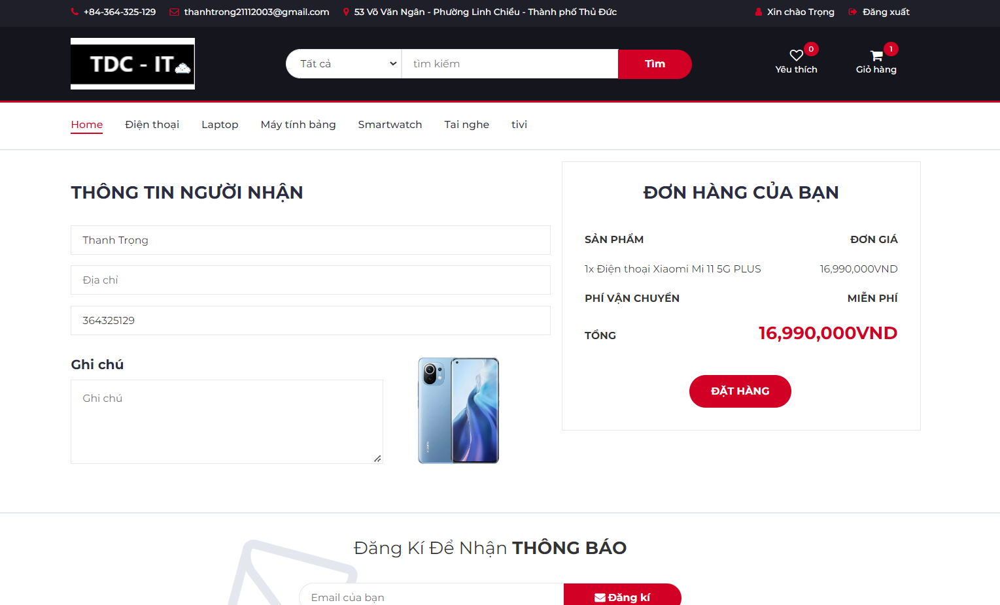 +84-364-325-129 thanhtrong21112003@gmail.com 53 Võ Văn Ngân - Phường Linh Chiểu - Thành phố Thủ Đức Xin chào Trọng Đăng xuất
TDC - IT Tất cả tìm kiếm Tìm 0 1
Yêu thích Giỏ hàng
Home Điện thoại Laptop Máy tính bảng Smartwatch Tai nghe tivi
THÔNG TIN NGƯỜI NHẬN
Thanh Trọng
Địa chỉ
364325129
Ghi chú
Ghi chú
ĐƠN HÀNG CỦA BẠN
SẢN PHẨM ĐƠN GIÁ
1x Điện thoại Xiaomi Mi 11 5G PLUS 16,990,000VND
PHÍ VẬN CHUYỂN MIỄN PHÍ
TỔNG 16,990,000VND
ĐẶT HÀNG
Đăng Kí Để Nhận THÔNG BÁO
Email của bạn Đăng kí